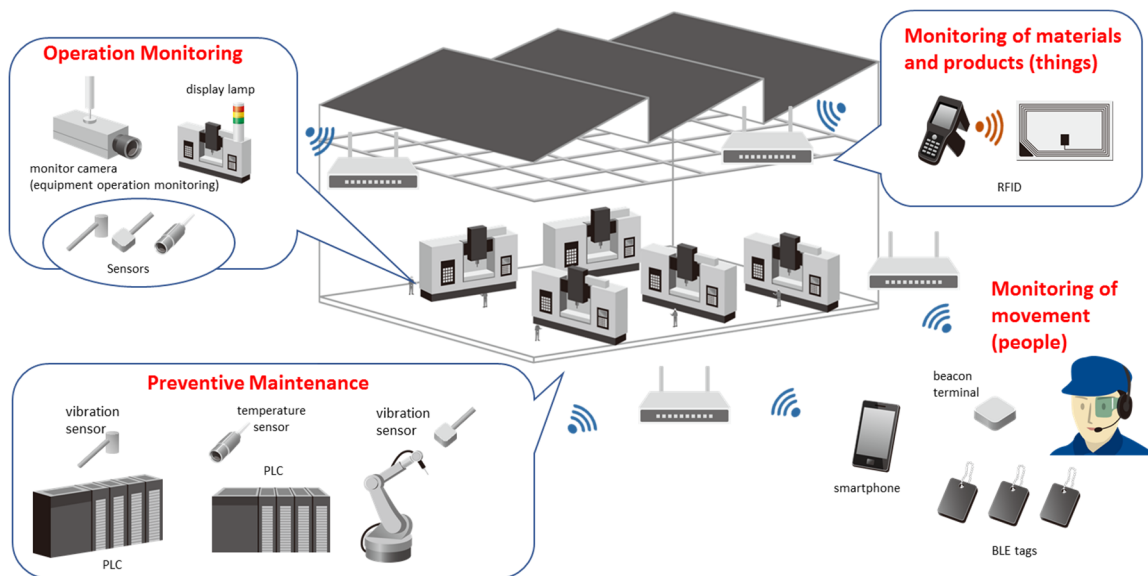 Operation Monitoring
display lamp
monitor camera
(equipment operation monitoring)
Sensors
Monitoring of materials
and products (things)
RFID
Monitoring of
movement
(people)
beacon
terminal
smartphone
BLE tags
Preventive Maintenance
vibration
sensor
PLC
temperature
sensor
PLC
vibration
sensor